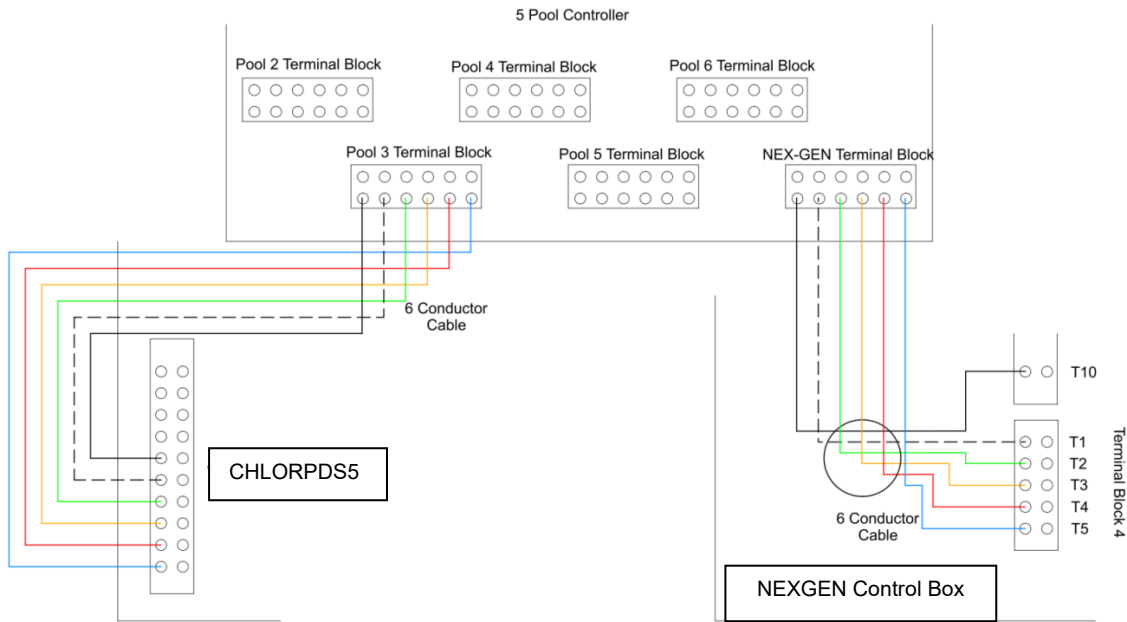 5 Pool Controller
Pool 2 Terminal Block
Pool 4 Terminal Block
Pool 6 Terminal Block
Pool 3 Terminal Block
Pool 5 Terminal Block
NEX-GEN Terminal Block
6 Conductor
Cable
CHLORPDS5
T10
T1
T2
T3
T4
T5
Terminal Block 4
6 Conductor
Cable
NEXGEN Control Box